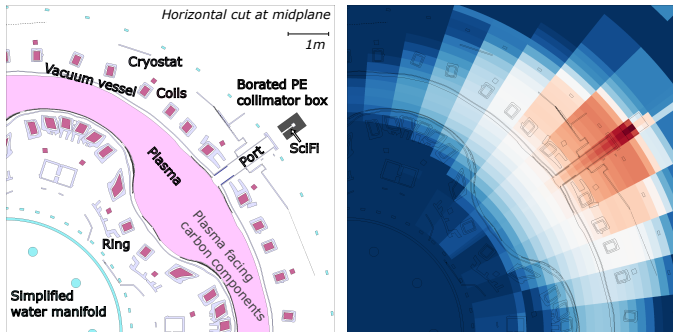 Horizontal cut at midplane
1m
Cryostat
Vacuum vessel
Coils
Borated PE
collimator box
SciFi
Port
Plasma
Plasma facing
carbon components
Ring
Simplified
water manifold